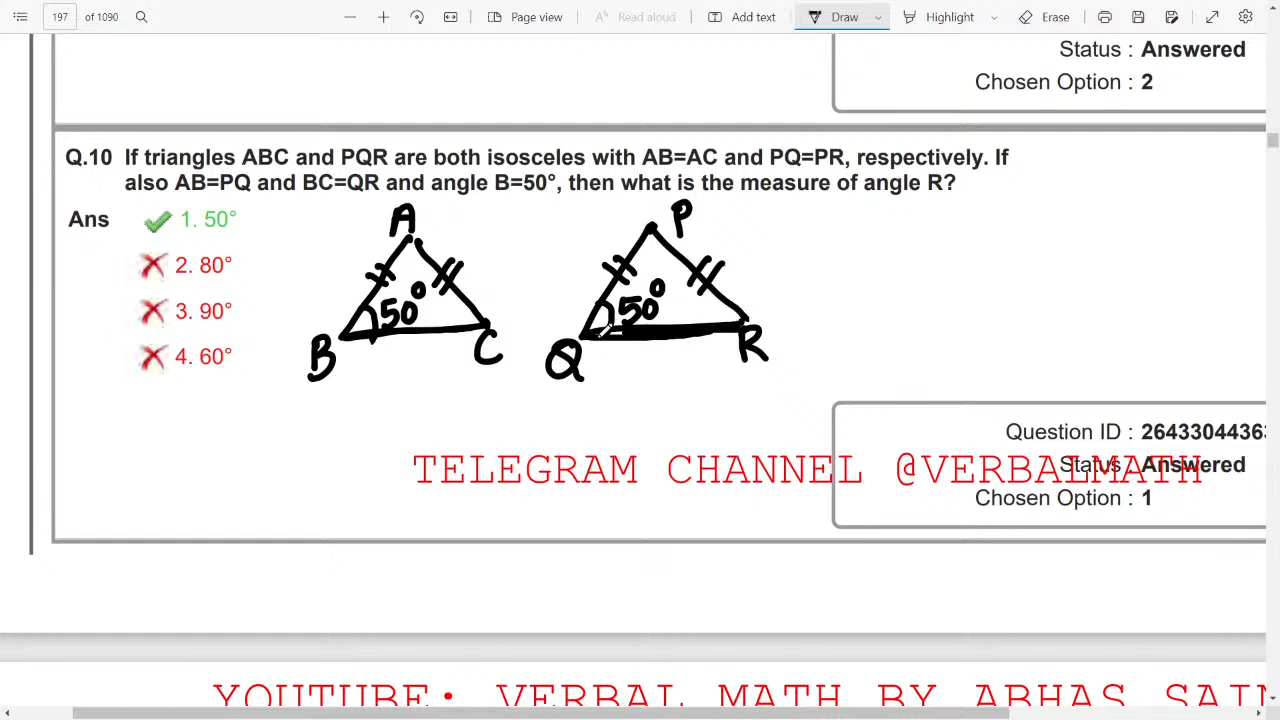 197 of 1090
Page view
Read aloud
Add text
Draw
Highlight
Erase
Status : Answered
Chosen Option : 2
Q.10 If triangles ABC and PQR are both isosceles with AB=AC and PQ=PR, respectively. If
also AB=PQ and BC=QR and angle B=50°, then what is the measure of angle R?
Ans
1. 50°
2. 80°
3. 90°
4. 60°
A
P
50°
50°
B
C
Q
R
Question ID :
Status : Answered
Chosen Option : 1
TELEGRAM CHANNEL @VERBALMATH
YOUTUBE: VERBAL MATH BY ABHAS